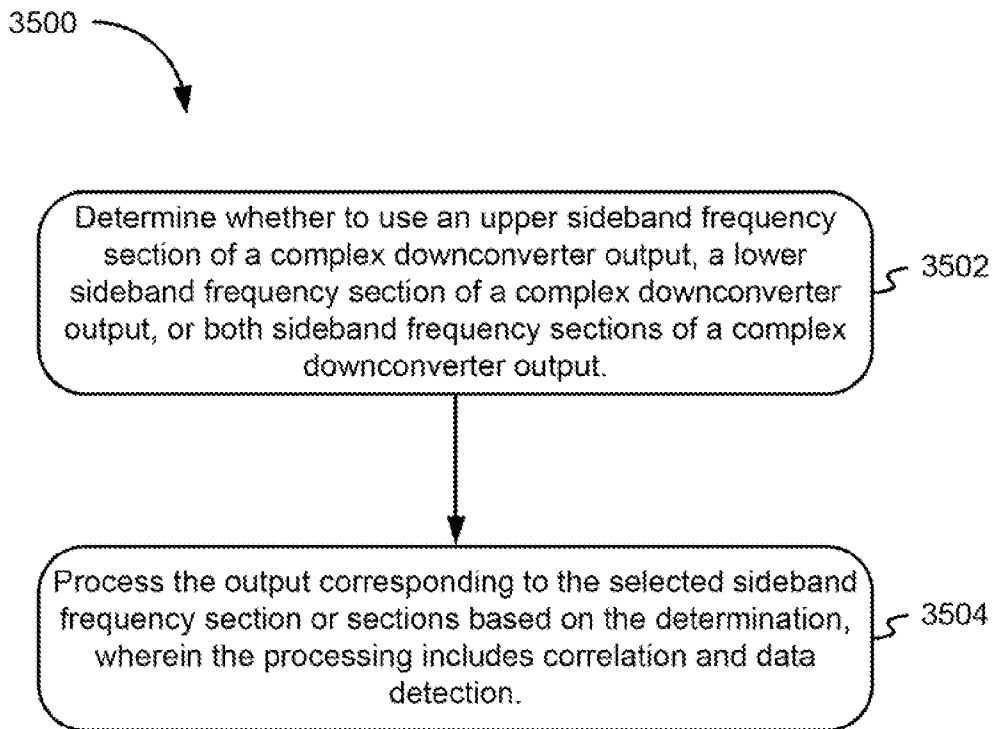 3500
Determine whether to use an upper sideband frequency
section of a complex downconverter output, a lower
sideband frequency section of a complex downconverter
output, or both sideband frequency sections of a complex
downconverter output.
3502
Process the output corresponding to the selected sideband
frequency section or sections based on the determination,
wherein the processing includes correlation and data
detection.
3504